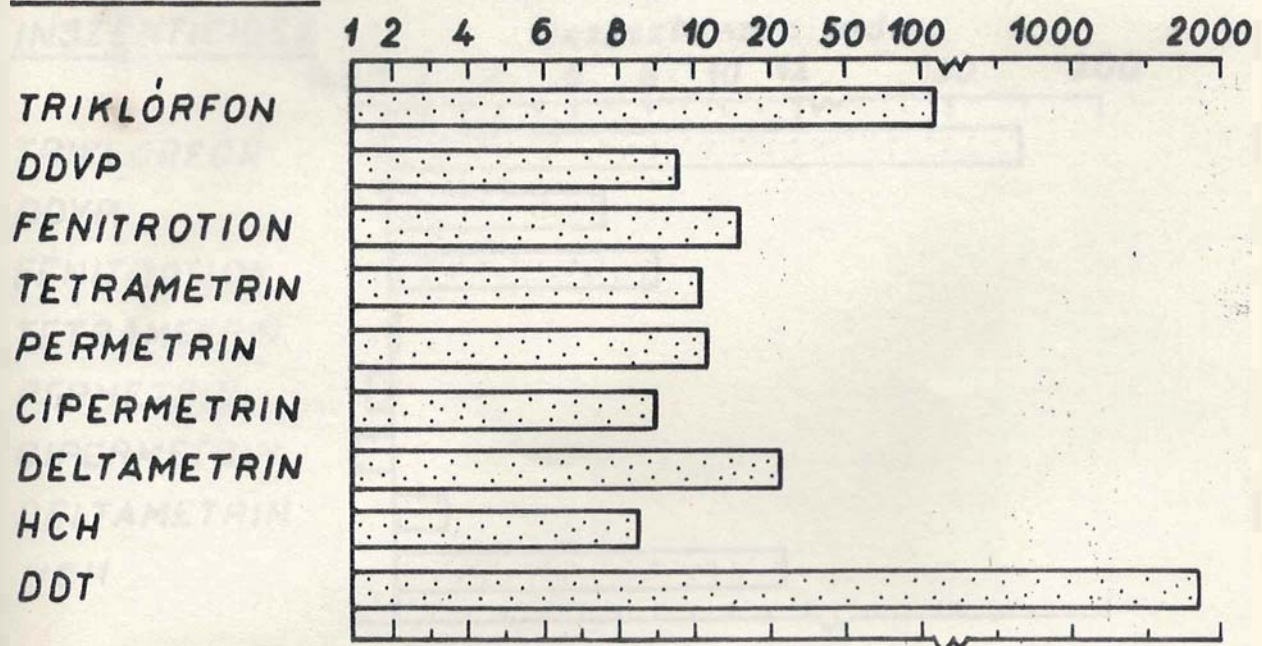 1 2 4 6 8 10 20 50 100 1000 2000
TRIKLÓRFON
DDVP
FENITROTION
TETRAMETRIN
PERMETRIN
CIPERMETRIN
DELTAMETRIN
HCH
DDT